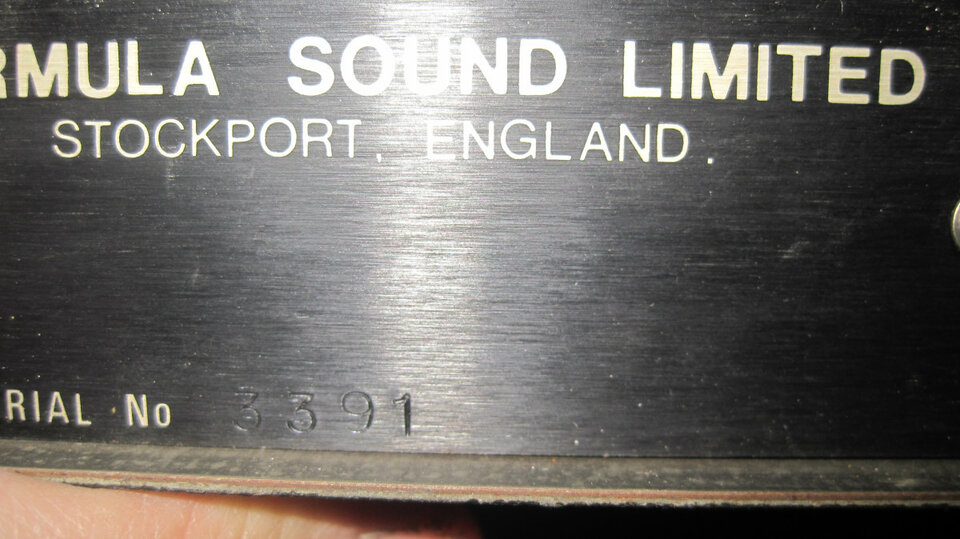 RMULA SOUND LIMITED
STOCKPORT, ENGLAND.
RIAL No 3391